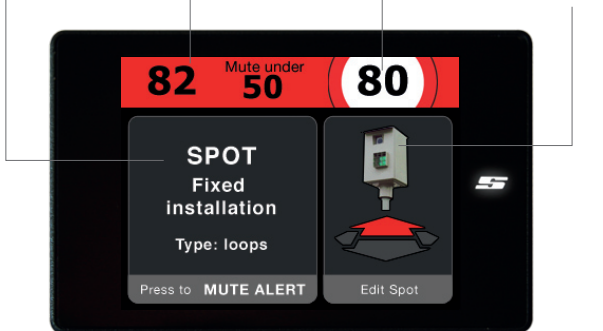 82
Mute under
50
80
SPOT
Fixed
installation
Type: loops
Press to MUTE ALERT
Edit Spot